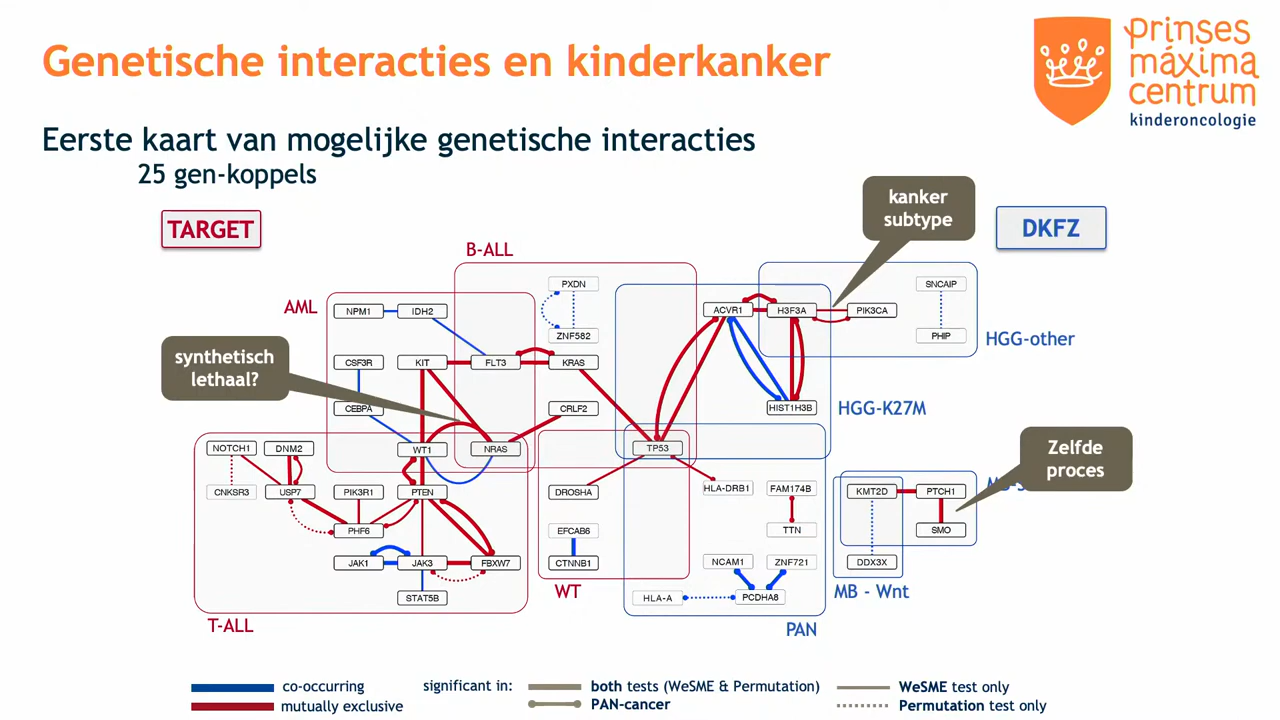 Genetische interacties en kinderkanker
prinses
máxima
centrum
kinderoncologie
Eerste kaart van mogelijke genetische interacties
25 gen-koppels
kanker
subtype
TARGET
DKFZ
B-ALL
AML
PXDN
SNCAIP
NPM1
IDH2
ACVR1
H3F3A
PIK3CA
ZNF582
PHIP
HGG-other
synthetisch
lethaal?
CSF3R
KIT
FLT3
KRAS
CEBPA
CRLF2
HIST1H3B
HGG-K27M
NOTCH1
DNM2
WT1
NRAS
TP53
Zelfde
proces
CNKSR3
USP7
PIK3R1
PTEN
DROSHA
HLA-DRB1
FAM174B
KMT2D
PTCH1
PHF6
EFCAB6
TTN
SMO
JAK1
JAK3
FBXW7
CTNNB1
NCAM1
ZNF721
DDX3X
STAT5B
WT
HLA-A
PCDHA8
MB - Wnt
T-ALL
PAN
co-occurring
significant in:
both tests (WeSME & Permutation)
WeSME test only
mutually exclusive
PAN-cancer
Permutation test only